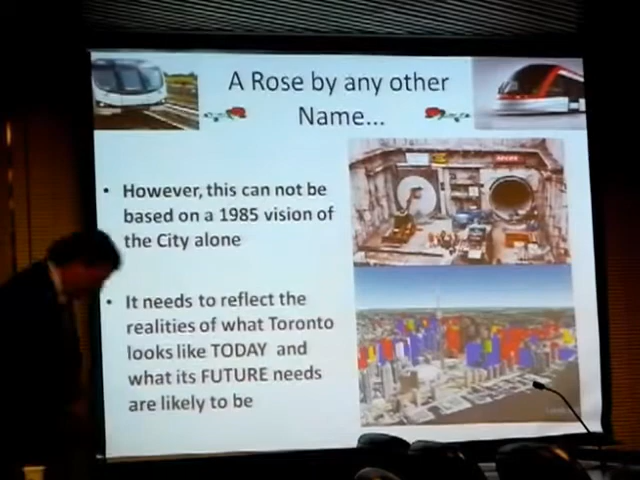 A Rose by any other
Name...
• However, this can not be
based on a 1985 vision of
the City alone
• It needs to reflect the
realities of what Toronto
looks like TODAY and
what its FUTURE needs
are likely to be